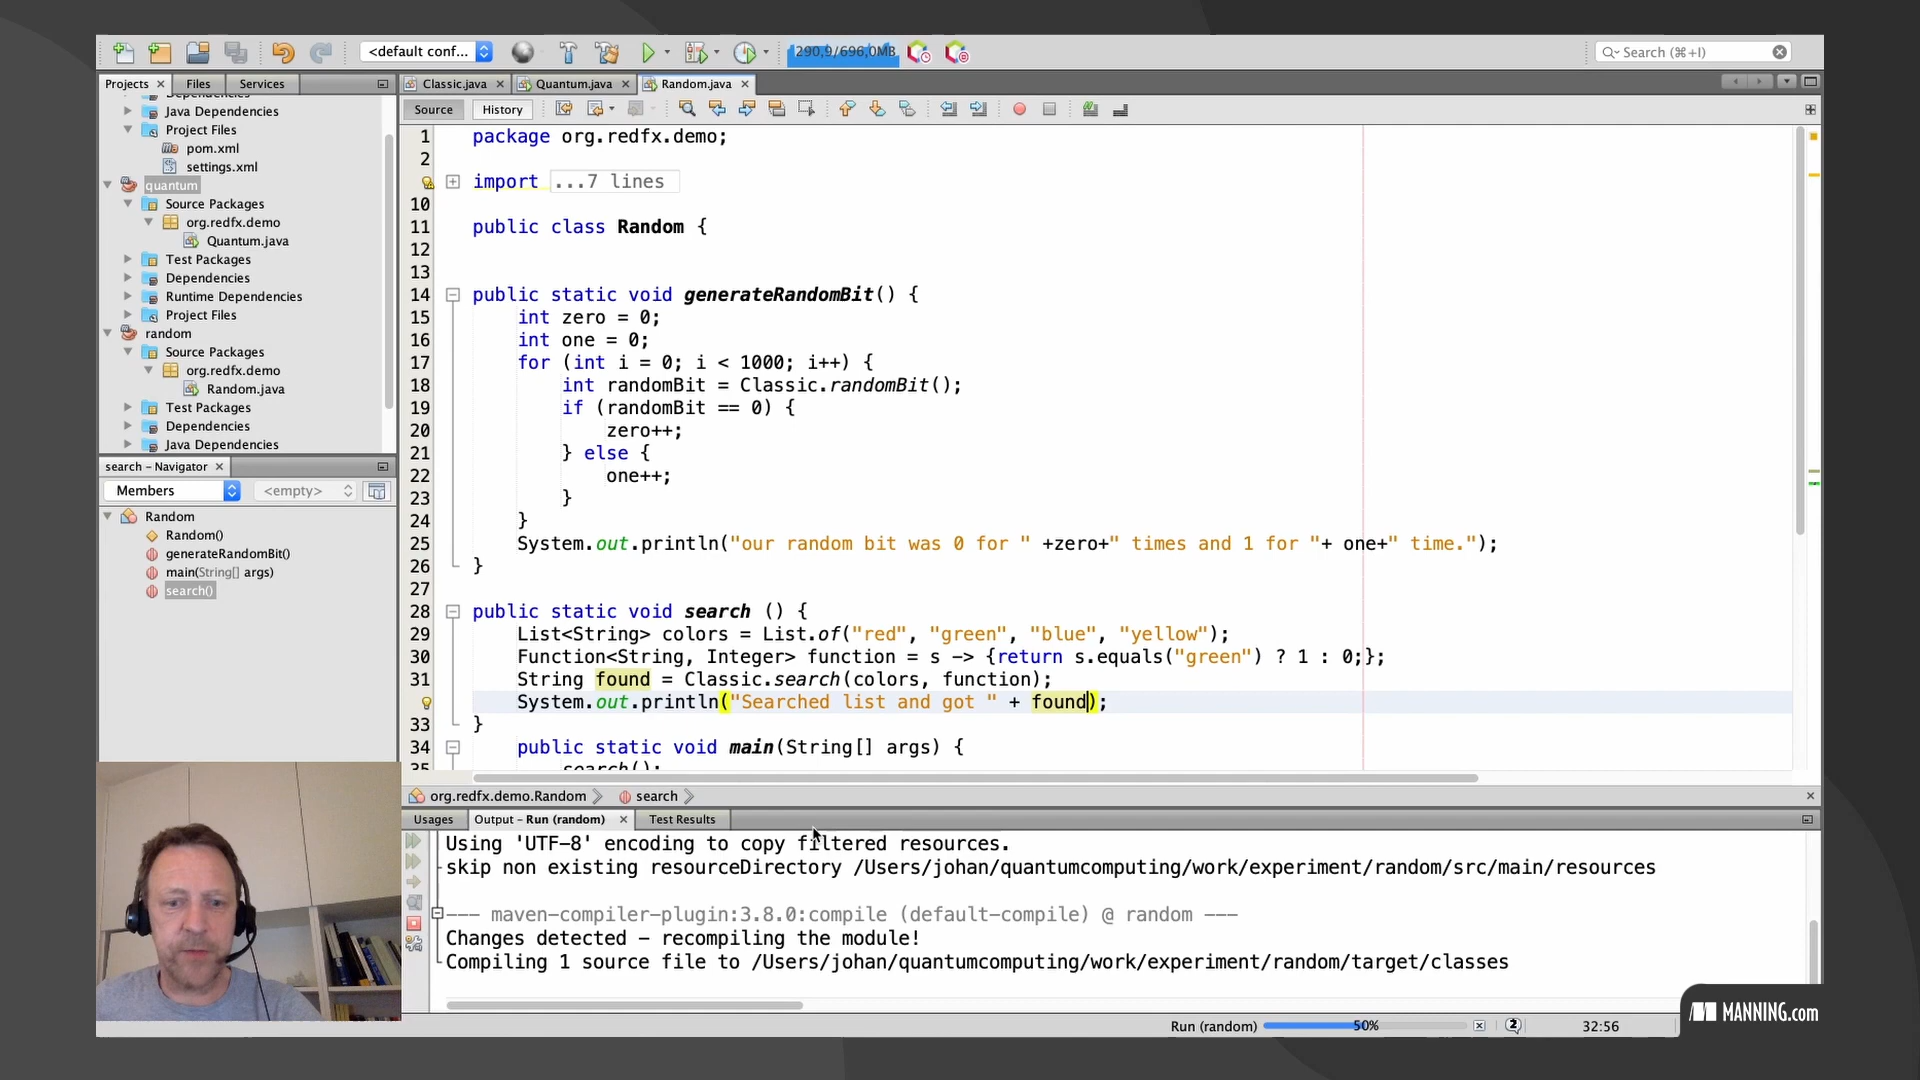 <default conf...
290,9/696,0MB
Search (⌘+I)
Projects
Files
Services
Classic.java
Quantum.java
Random.java
Source
History
Dependencies
Java Dependencies
Project Files
pom.xml
settings.xml
quantum
Source Packages
org.redfx.demo
Quantum.java
Test Packages
Dependencies
Runtime Dependencies
Project Files
random
Source Packages
org.redfx.demo
Random.java
Test Packages
Dependencies
Java Dependencies
search – Navigator
Members
<empty>
Random
Random()
generateRandomBit()
main(String[] args)
search()
1 package org.redfx.demo;
2
import ...7 lines
10
11 public class Random {
12
13
14 public static void generateRandomBit() {
15 int zero = 0;
16 int one = 0;
17 for (int i = 0; i < 1000; i++) {
18 int randomBit = Classic.randomBit();
19 if (randomBit == 0) {
20 zero++;
21 } else {
22 one++;
23 }
24 }
25 System.out.println("our random bit was 0 for " +zero+" times and 1 for "+ one+" time.");
26 }
27
28 public static void search () {
29 List<String> colors = List.of("red", "green", "blue", "yellow");
30 Function<String, Integer> function = s -> {return s.equals("green") ? 1 : 0;};
31 String found = Classic.search(colors, function);
System.out.println("Searched list and got " + found);
33 }
34 public static void main(String[] args) {
35 search();
org.redfx.demo.Random
search
Usages
Output – Run (random)
Test Results
Using 'UTF-8' encoding to copy filtered resources.
skip non existing resourceDirectory /Users/johan/quantumcomputing/work/experiment/random/src/main/resources
--- maven-compiler-plugin:3.8.0:compile (default-compile) @ random ---
Changes detected - recompiling the module!
Compiling 1 source file to /Users/johan/quantumcomputing/work/experiment/random/target/classes
Run (random)
50%
2
32:56
MANNING.com